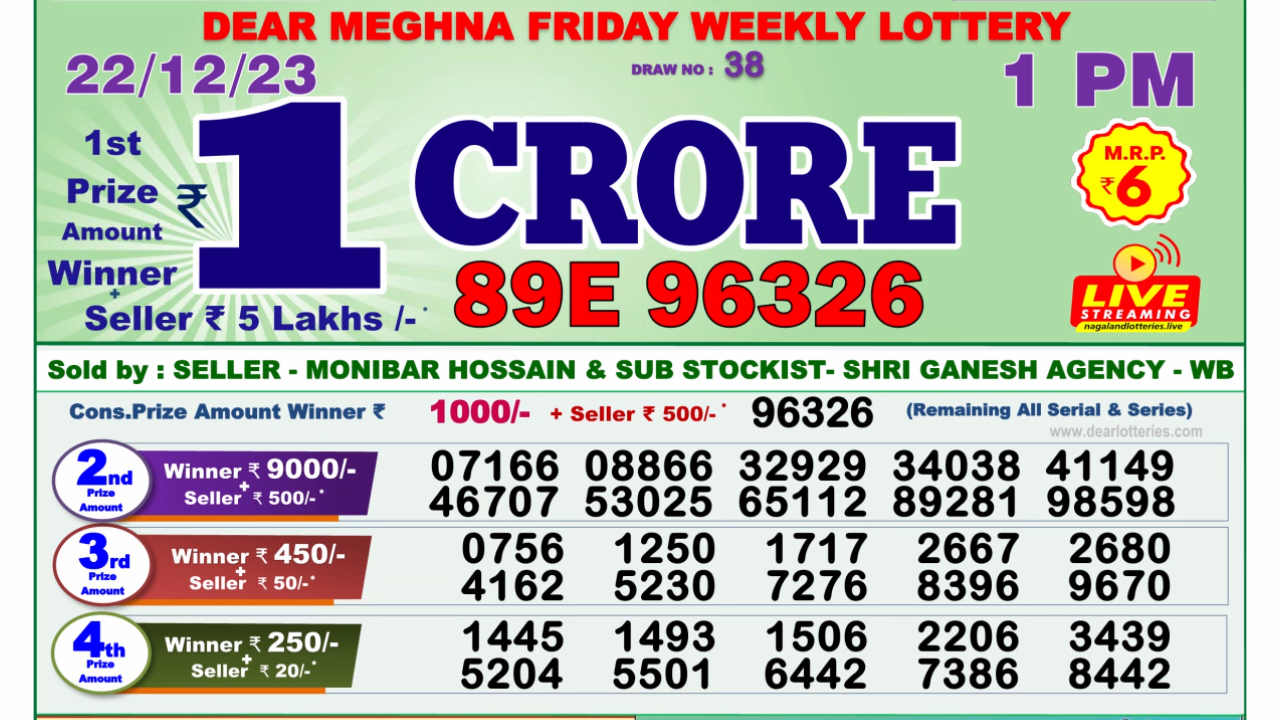 DEAR MEGHNA FRIDAY WEEKLY LOTTERY
22/12/23
DRAW NO : 38
1 PM
1st
Prize
Amount
Winner
+
Seller ₹ 5 Lakhs /- *
₹ 1 CRORE
89E 96326
M.R.P.
₹6
LIVE
STREAMING
nagalandlotteries.live
Sold by : SELLER - MONIBAR HOSSAIN & SUB STOCKIST- SHRI GANESH AGENCY - WB
Cons.Prize Amount Winner ₹ 1000/- + Seller ₹ 500/- * 96326 (Remaining All Serial & Series)
www.dearlotteries.com
2nd
Prize
Amount
Winner ₹ 9000/-
+
Seller ₹ 500/- *
07166 08866 32929 34038 41149
46707 53025 65112 89281 98598
3rd
Prize
Amount
Winner ₹ 450/-
+
Seller ₹ 50/- *
0756 1250 1717 2667 2680
4162 5230 7276 8396 9670
4th
Prize
Amount
Winner ₹ 250/-
+
Seller ₹ 20/- *
1445 1493 1506 2206 3439
5204 5501 6442 7386 8442